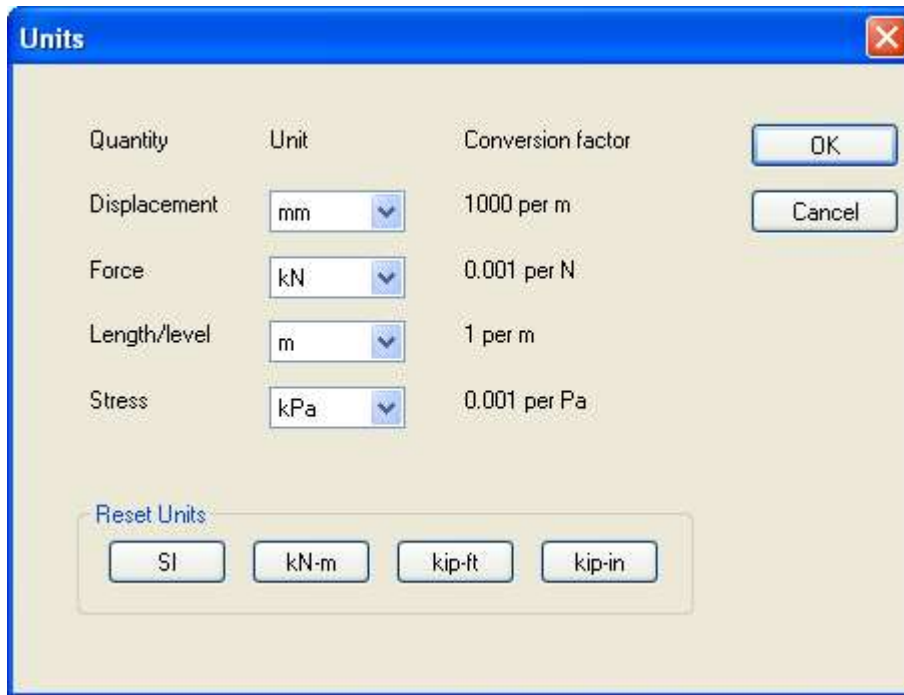 Units
Quantity Unit Conversion factor OK
Displacement mm 1000 per m Cancel
Force kN 0.001 per N
Length/level m 1 per m
Stress kPa 0.001 per Pa
Reset Units
SI kN-m kip-ft kip-in